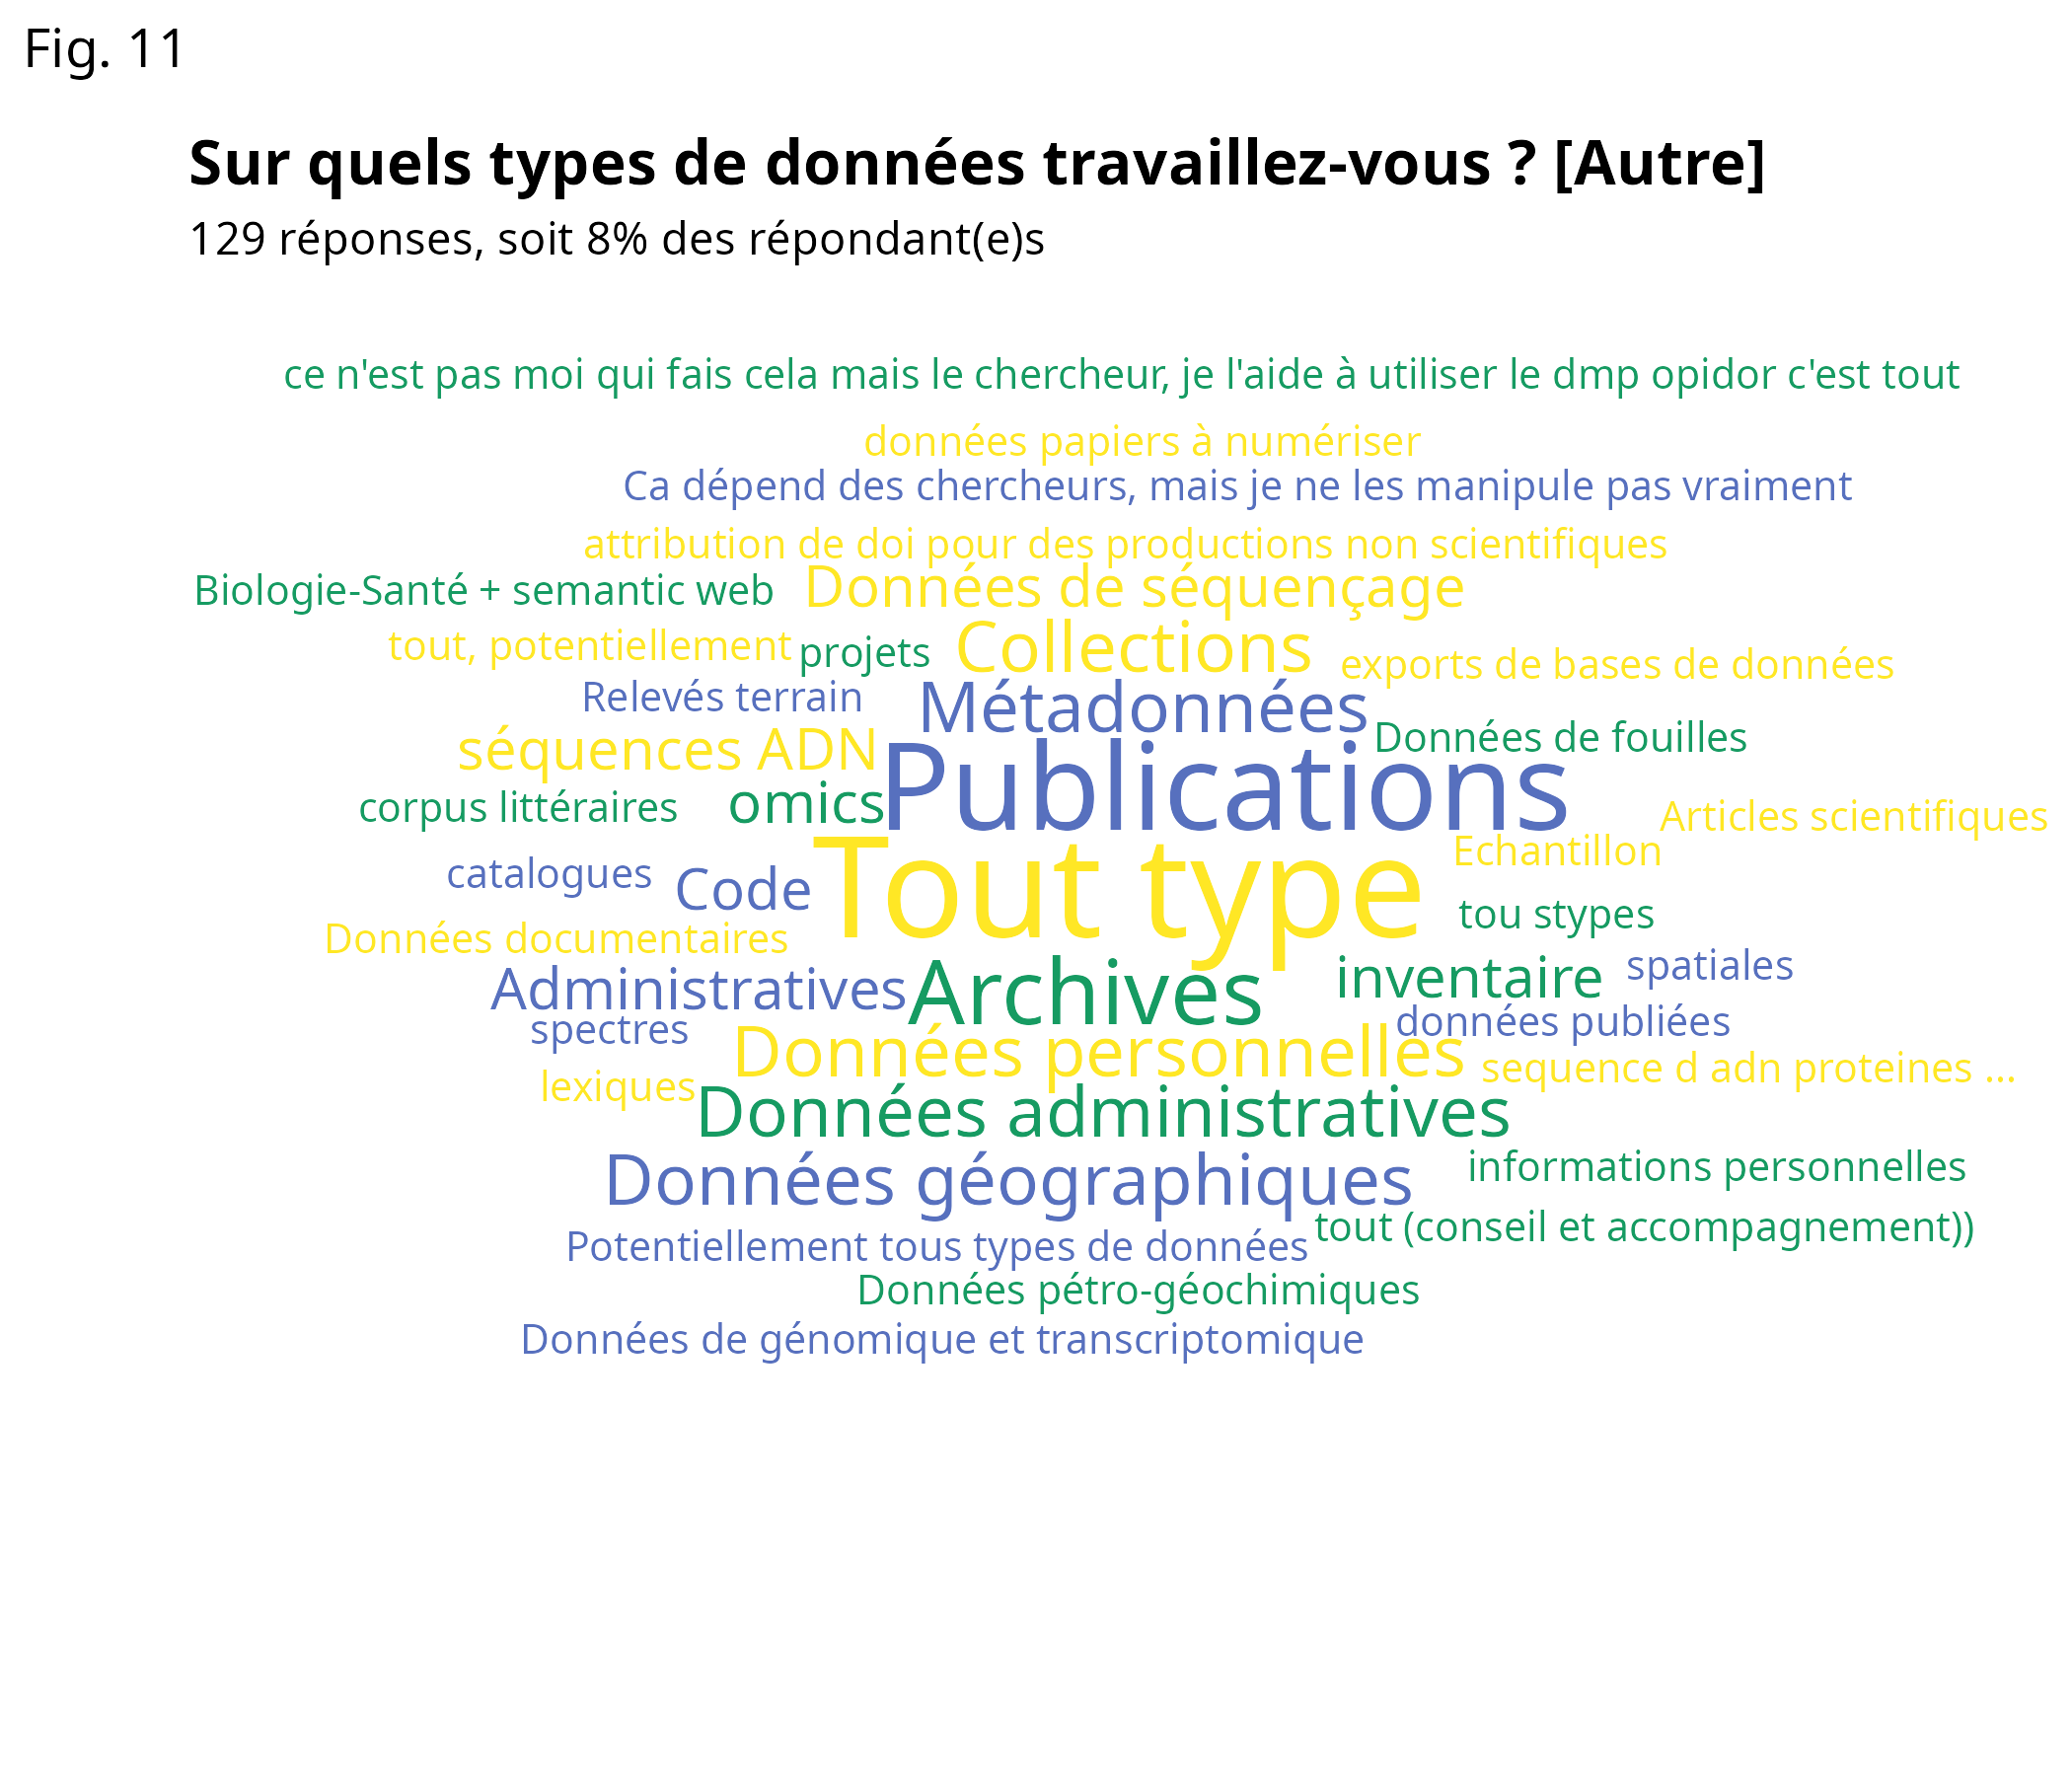 Fig. 11
Sur quels types de données travaillez-vous ? [Autre]
129 réponses, soit 8% des répondant(e)s
ce n'est pas moi qui fais cela mais le chercheur, je l'aide à utiliser le dmp opidor c'est tout
données papiers à numériser
Ca dépend des chercheurs, mais je ne les manipule pas vraiment
attribution de doi pour des productions non scientifiques
Biologie-Santé + semantic web
Données de séquençage
tout, potentiellement
projets
Collections
exports de bases de données
Relevés terrain
Métadonnées
séquences ADN
Données de fouilles
corpus littéraires
omics
Publications
Articles scientifiques
Echantillon
catalogues
Code
Tout type
tou stypes
Données documentaires
Administratives
Archives
inventaire
spatiales
spectres
données publiées
Données personnelles
sequence d adn proteines ...
lexiques
Données administratives
Données géographiques
informations personnelles
Potentiellement tous types de données
tout (conseil et accompagnement))
Données pétro-géochimiques
Données de génomique et transcriptomique